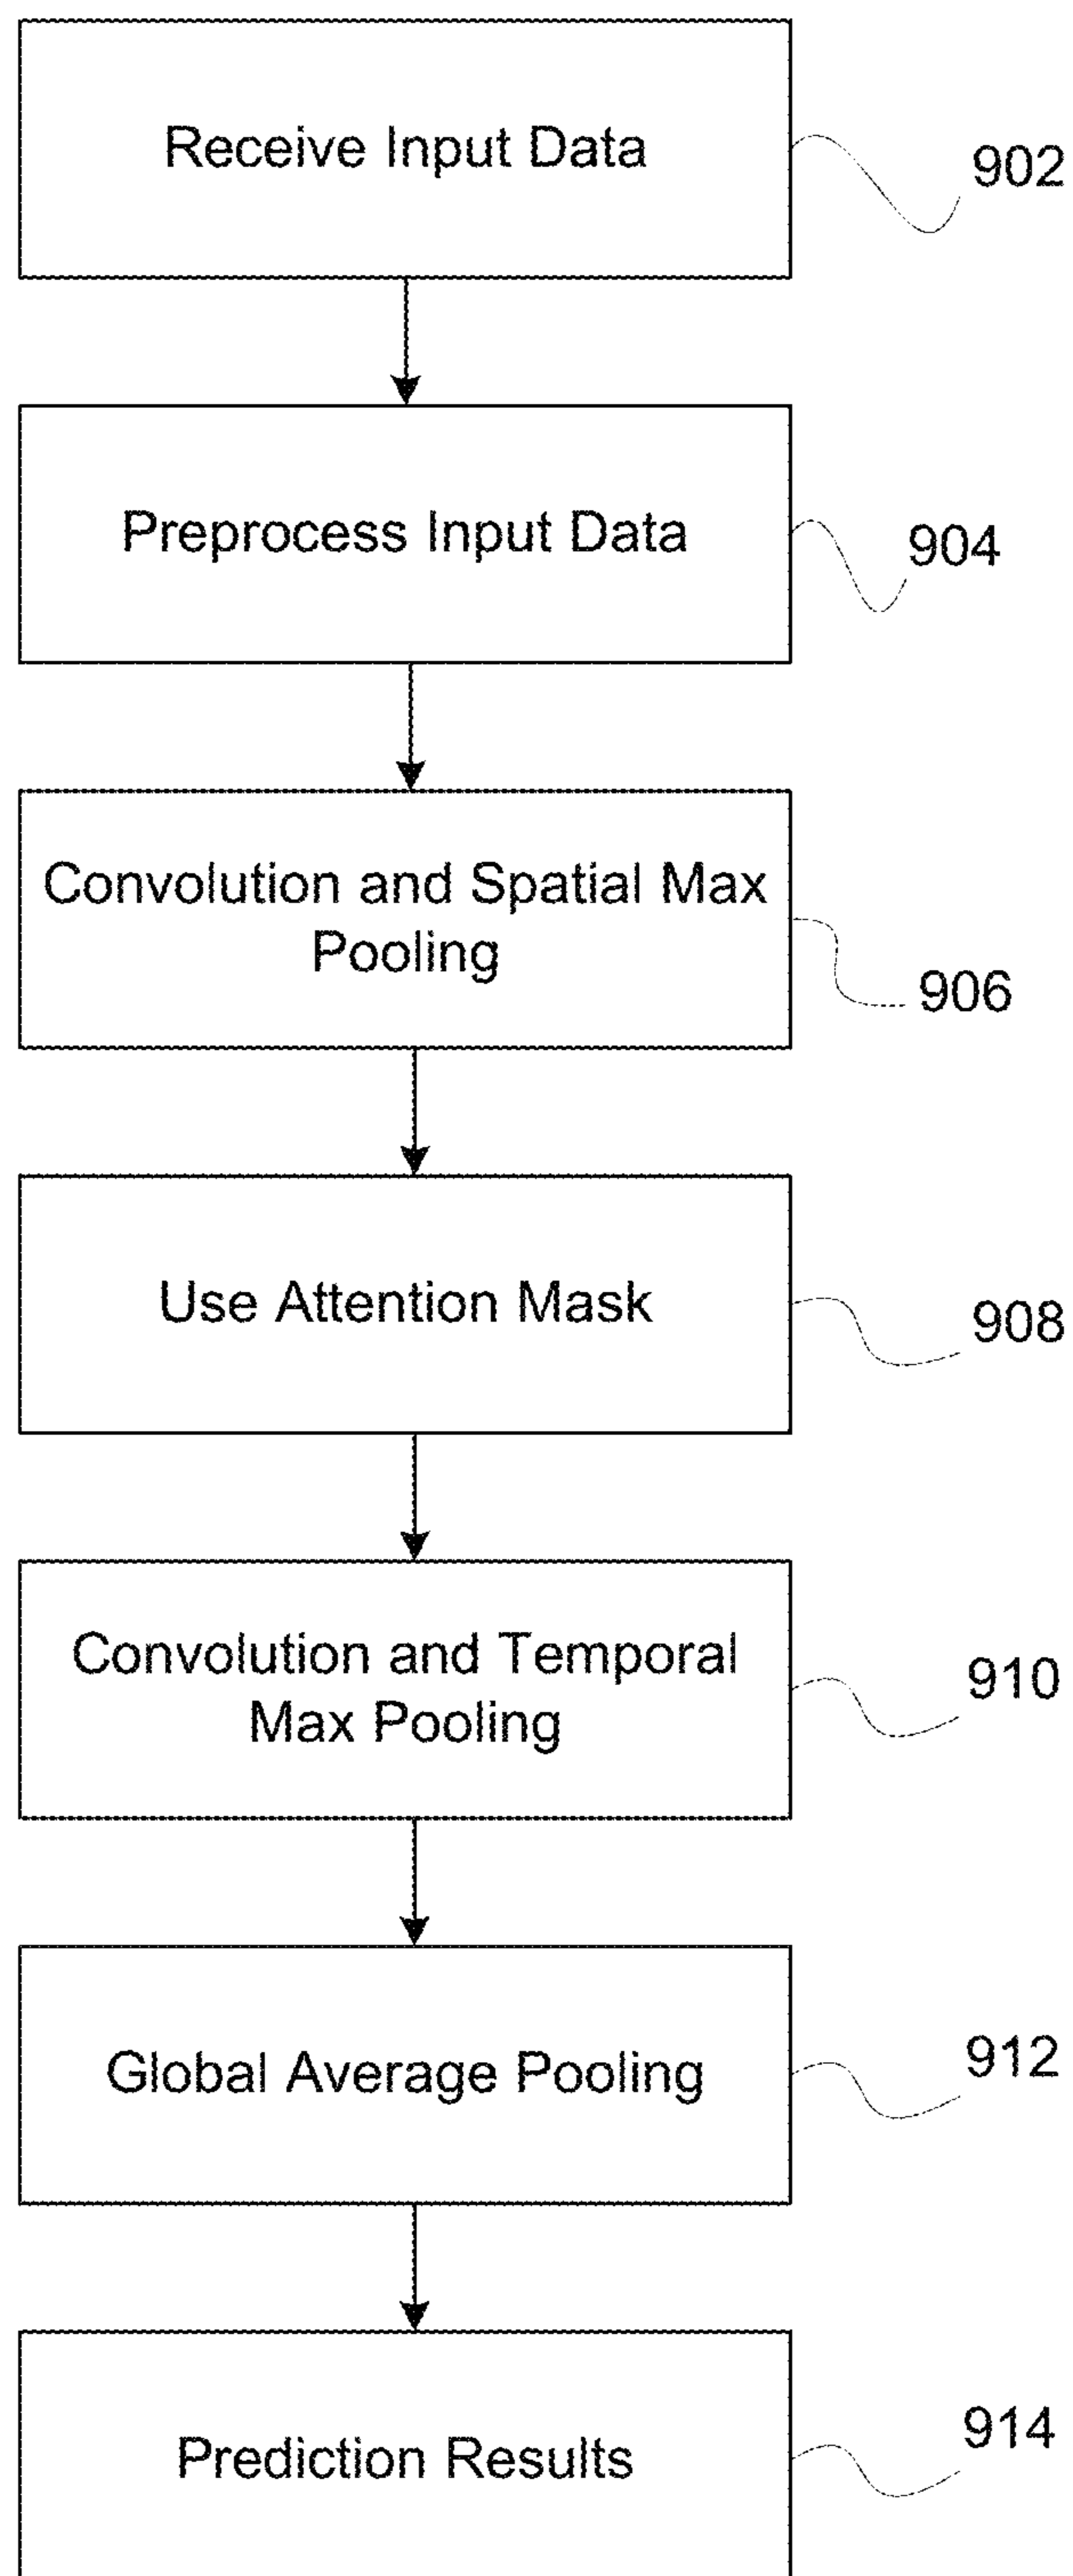 Receive Input Data
902
Preprocess Input Data
904
Convolution and Spatial Max
Pooling
906
Use Attention Mask
908
Convolution and Temporal
Max Pooling
910
Global Average Pooling
912
Prediction Results
914